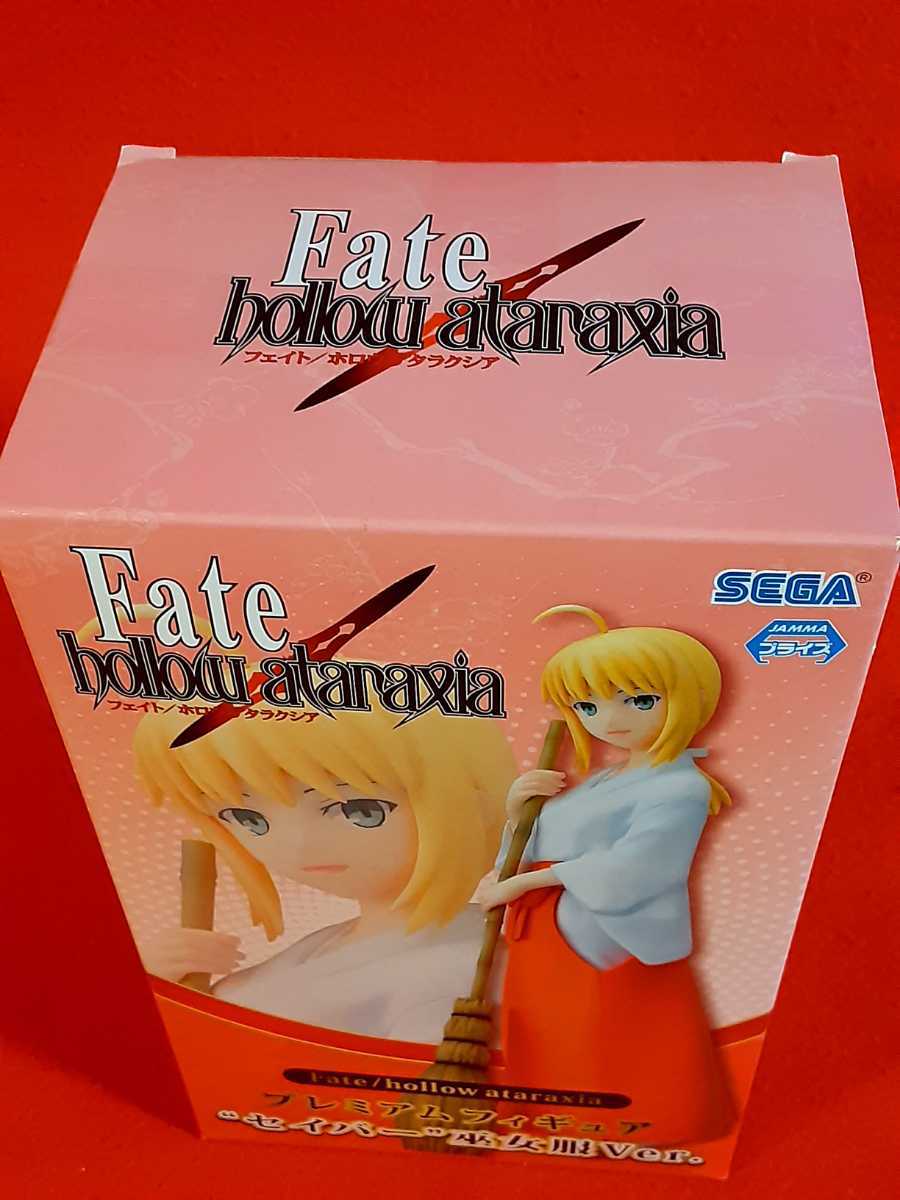 Fate
hollow ataraxia
フェイト/ホロウ タラクシア
Fate
hollow ataraxia
フェイト/ホロウ タラクシア
SEGA®
JAMMA
プライズ
Fate/hollow ataraxia
プレミアムフィギュア
“セイバー”巫女服Ver.